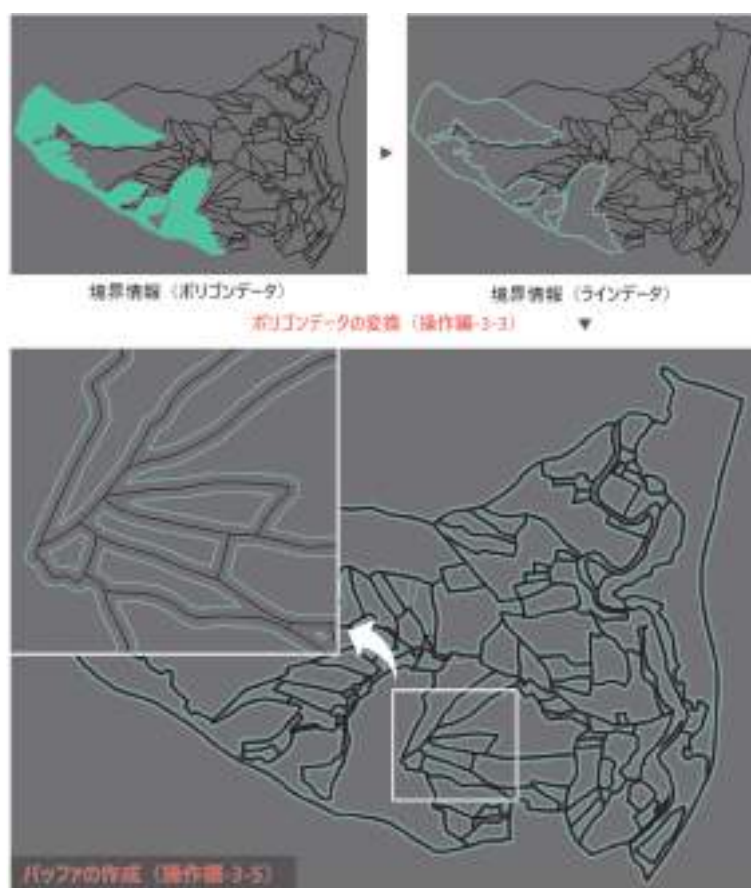 境界情報（ポリゴンデータ）
境界情報（ラインデータ）
ポリゴンデータの変換（操作編-3-3）
バッファの作成（操作編-3-5）